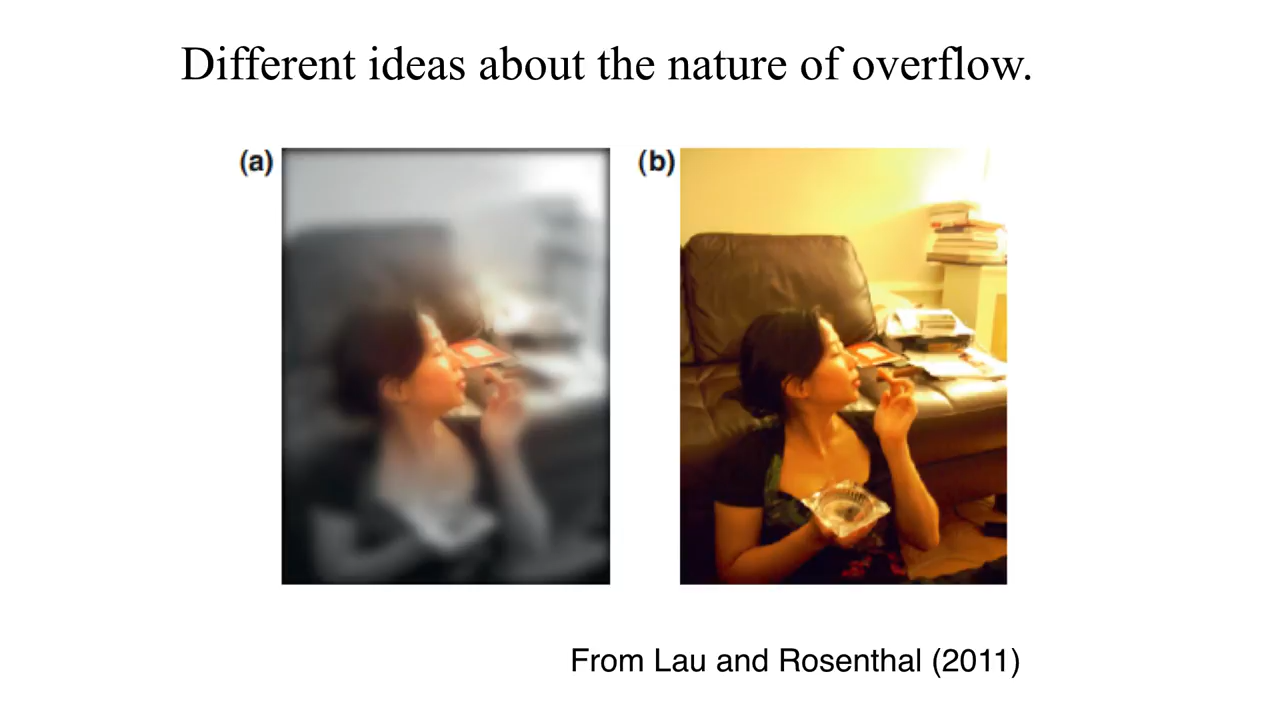 Different ideas about the nature of overflow.
(a)
(b)
From Lau and Rosenthal (2011)